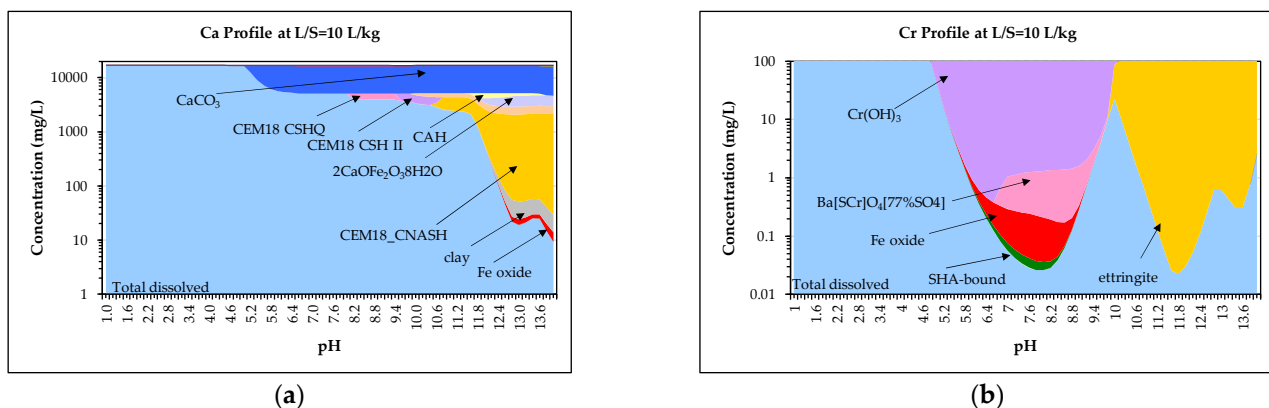 Ca Profile at L/S=10 L/kg
Concentration (mg/L)
10000
1000
100
10
1
CaCO3
CEM18 CSHQ
CEM18 CSH II
CAH
2CaOFe2O38H2O
CEM18_CNASH
clay
Fe oxide
Total dissolved
1.0 1.6 2.2 2.8 3.4 4.0 4.6 5.2 5.8 6.4 7.0 7.6 8.2 8.8 9.4 10.0 10.6 11.2 11.8 12.4 13.0 13.6
pH
(a)
Cr Profile at L/S=10 L/kg
Concentration (mg/L)
100
10
1
0.1
0.01
Cr(OH)3
Ba[SCr]O4[77%SO4]
Fe oxide
SHA-bound
ettringite
Total dissolved
1 1.6 2.2 2.8 3.4 4 4.6 5.2 5.8 6.4 7 7.6 8.2 8.8 9.4 10 10.6 11.2 11.8 12.4 13 13.6
pH
(b)